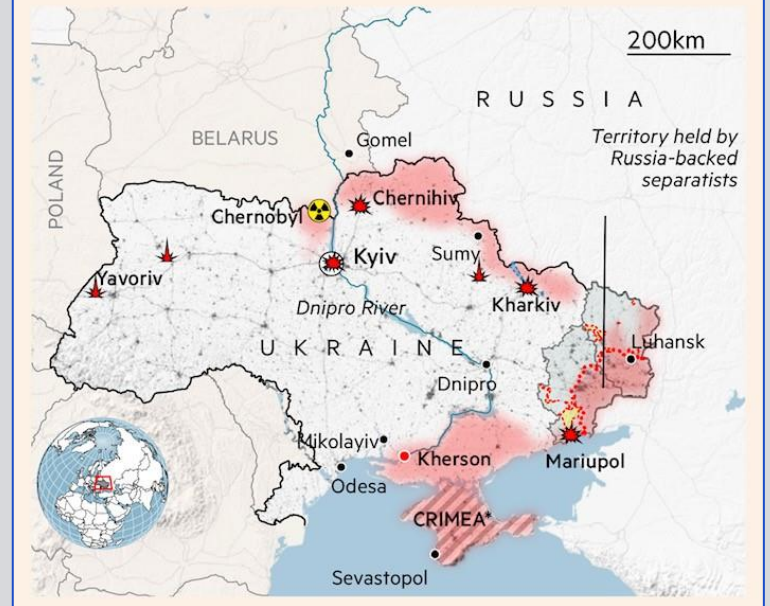 200km
RUSSIA
Territory held by
Russia-backed
separatists
BELARUS
Gomel
POLAND
Chernobyl
Chernihiv
Kyiv
Sumy
Yavoriv
Kharkiv
Dnipro River
UKRAINE
Luhansk
Dnipro
Mikolayiv
Kherson
Mariupol
Odesa
CRIMEA*
Sevastopol